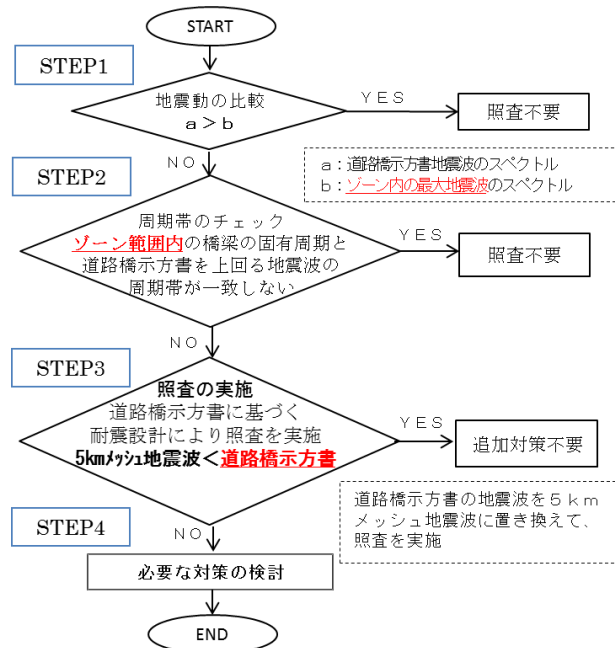 START
STEP1
地震動の比較
a>b
YES
照査不要
NO
a:道路橋示方書地震波のスペクトル
b:ゾーン内の最大地震波のスペクトル
STEP2
周期帯のチェック
ゾーン範囲内の橋梁の固有周期と
道路橋示方書を上回る地震波の
周期帯が一致しない
YES
照査不要
NO
STEP3
照査の実施
道路橋示方書に基づく
耐震設計により照査を実施
5kmメッシュ地震波<道路橋示方書
YES
追加対策不要
道路橋示方書の地震波を5km
メッシュ地震波に置き換えて、
照査を実施
STEP4
NO
必要な対策の検討
END